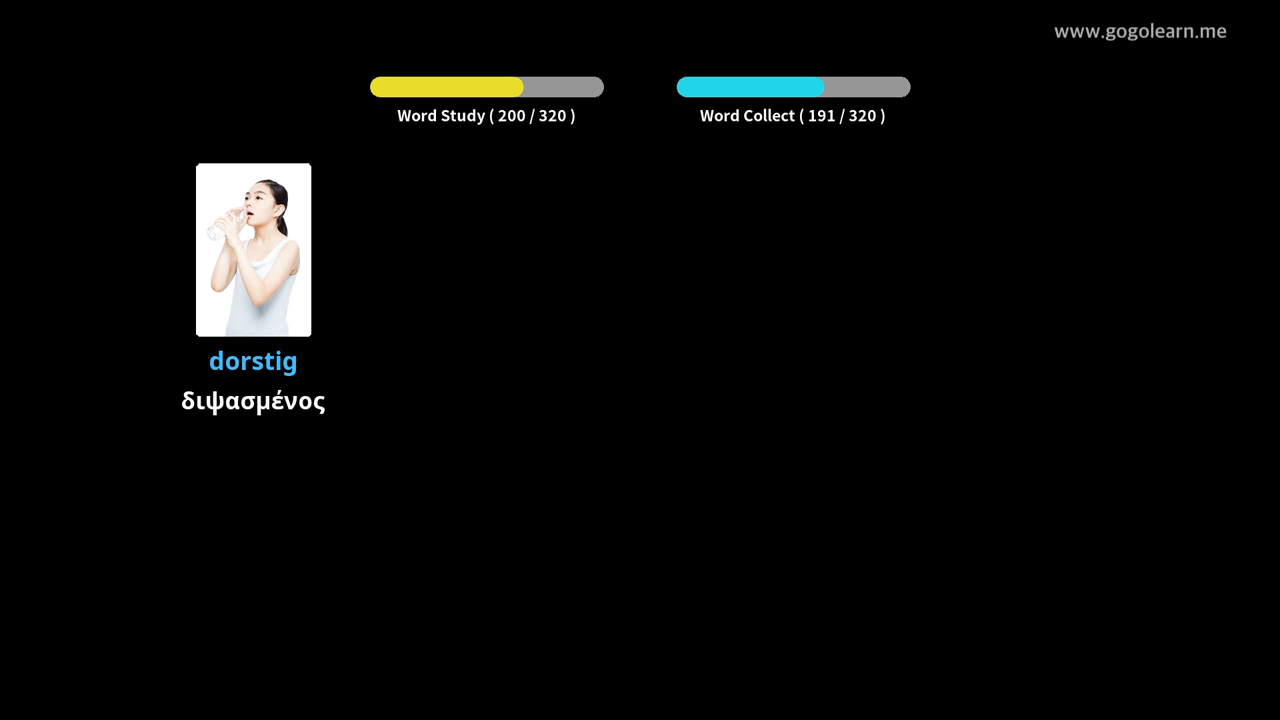 www.gogolearn.me
Word Study ( 200 / 320 )
Word Collect ( 191 / 320 )
dorstig
διψασμένος